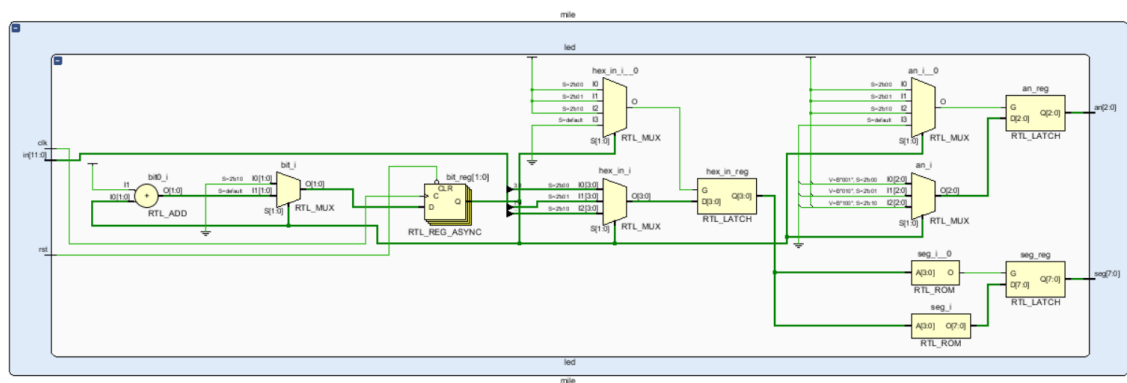 mile
led
hex_in_i__0
S=2'b00 I0
S=2'b01 I1
S=2'b10 I2
S=default I3
O
S[1:0]
RTL_MUX
an_i__0
S=2'b00 I0
S=2'b01 I1
S=2'b10 I2
S=default I3
O
S[1:0]
RTL_MUX
an_reg
G
D[2:0]
Q[2:0]
RTL_LATCH
an[2:0]
clk
in[11:0]
rst
bit0_i
I1
I0[1:0]
O[1:0]
RTL_ADD
bit_i
S=2'b10 I0[1:0]
S=default I1[1:0]
O[1:0]
S[1:0]
RTL_MUX
bit_reg[1:0]
CLR
C
D
Q
RTL_REG_ASYNC
hex_in_i
S=2'b00 I0[3:0]
S=2'b01 I1[3:0]
S=2'b10 I2[3:0]
O[3:0]
S[1:0]
RTL_MUX
hex_in_reg
G
D[3:0]
Q[3:0]
RTL_LATCH
an_i
V=B"001", S=2'b00 I0[2:0]
V=B"010", S=2'b01 I1[2:0]
V=B"100", S=2'b10 I2[2:0]
O[2:0]
S[1:0]
RTL_MUX
seg_i__0
A[3:0] O
RTL_ROM
seg_i
A[3:0] O[7:0]
RTL_ROM
seg_reg
G
D[7:0]
Q[7:0]
RTL_LATCH
seg[7:0]
led
mile